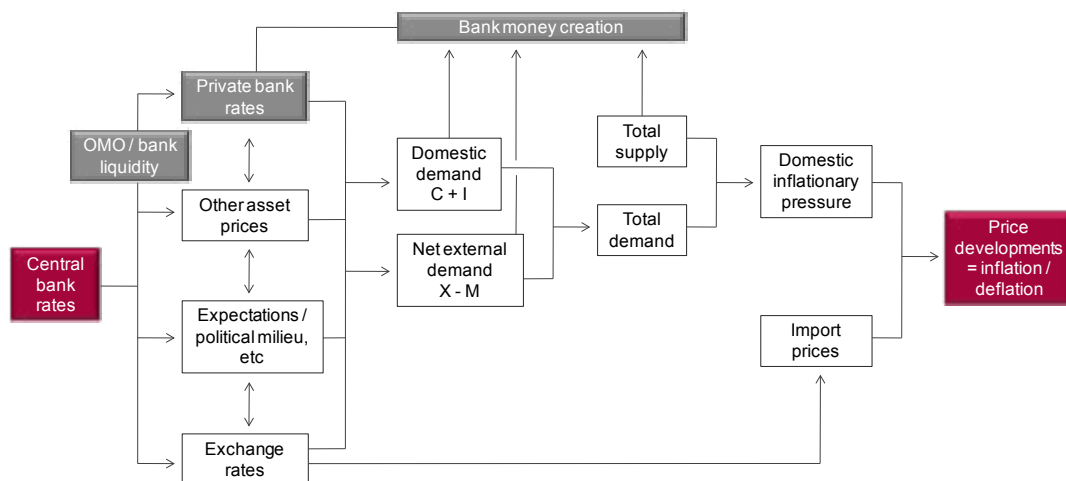 Bank money creation
Private bank
rates
OMO / bank
liquidity
Other asset
prices
Central
bank
rates
Expectations /
political milieu,
etc
Exchange
rates
Domestic
demand
C + I
Net external
demand
X - M
Total
supply
Total
demand
Domestic
inflationary
pressure
Import
prices
Price
developments
= inflation /
deflation